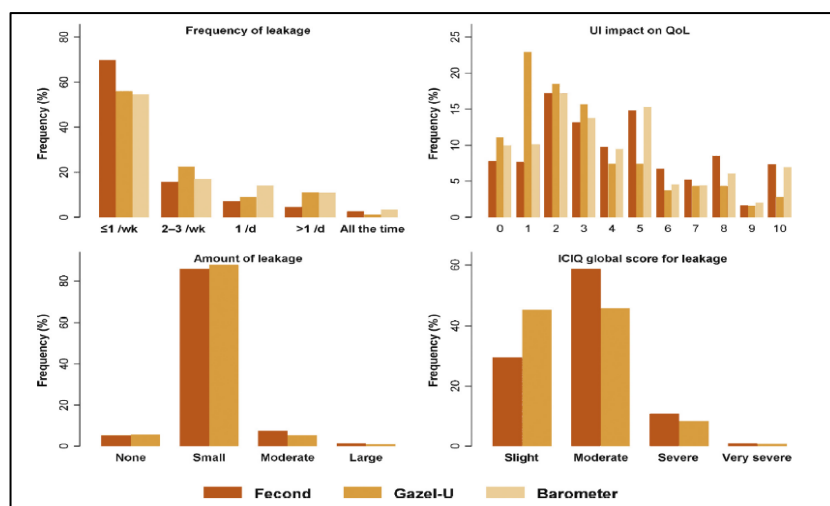 Frequency of leakage
Frequency (%)
0
20
40
60
80
≤1 /wk 2–3 /wk 1 /d >1 /d All the time
UI impact on QoL
Frequency (%)
0
5
10
15
20
25
0 1 2 3 4 5 6 7 8 9 10
Amount of leakage
Frequency (%)
0
20
40
60
80
None Small Moderate Large
ICIQ global score for leakage
Frequency (%)
0
20
40
60
Slight Moderate Severe Very severe
Fecond Gazel-U Barometer